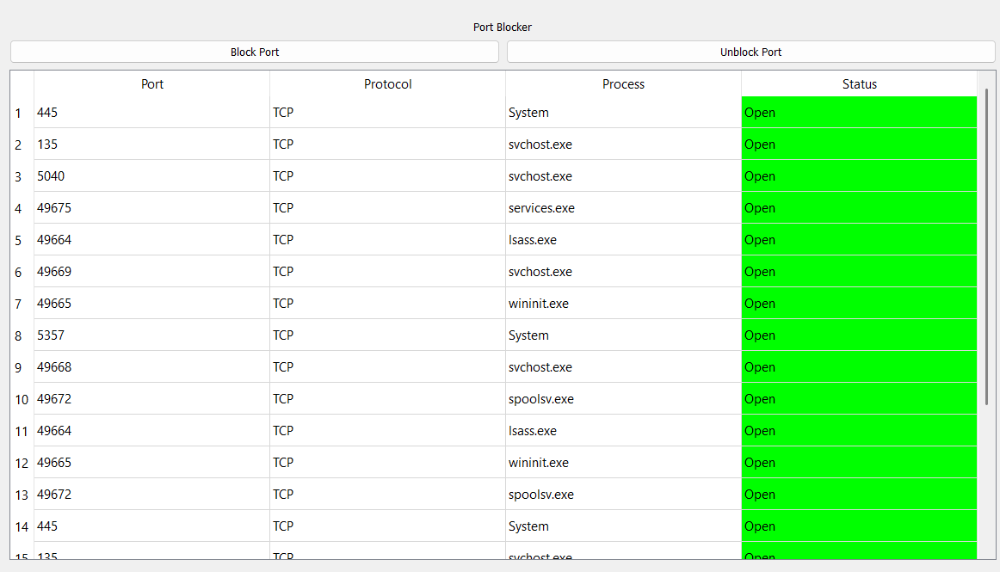 Port Blocker
Block Port Unblock Port
Port Protocol Process Status
1 445 TCP System Open
2 135 TCP svchost.exe Open
3 5040 TCP svchost.exe Open
4 49675 TCP services.exe Open
5 49664 TCP lsass.exe Open
6 49669 TCP svchost.exe Open
7 49665 TCP wininit.exe Open
8 5357 TCP System Open
9 49668 TCP svchost.exe Open
10 49672 TCP spoolsv.exe Open
11 49664 TCP lsass.exe Open
12 49665 TCP wininit.exe Open
13 49672 TCP spoolsv.exe Open
14 445 TCP System Open
15 135 TCP svchost.exe Open